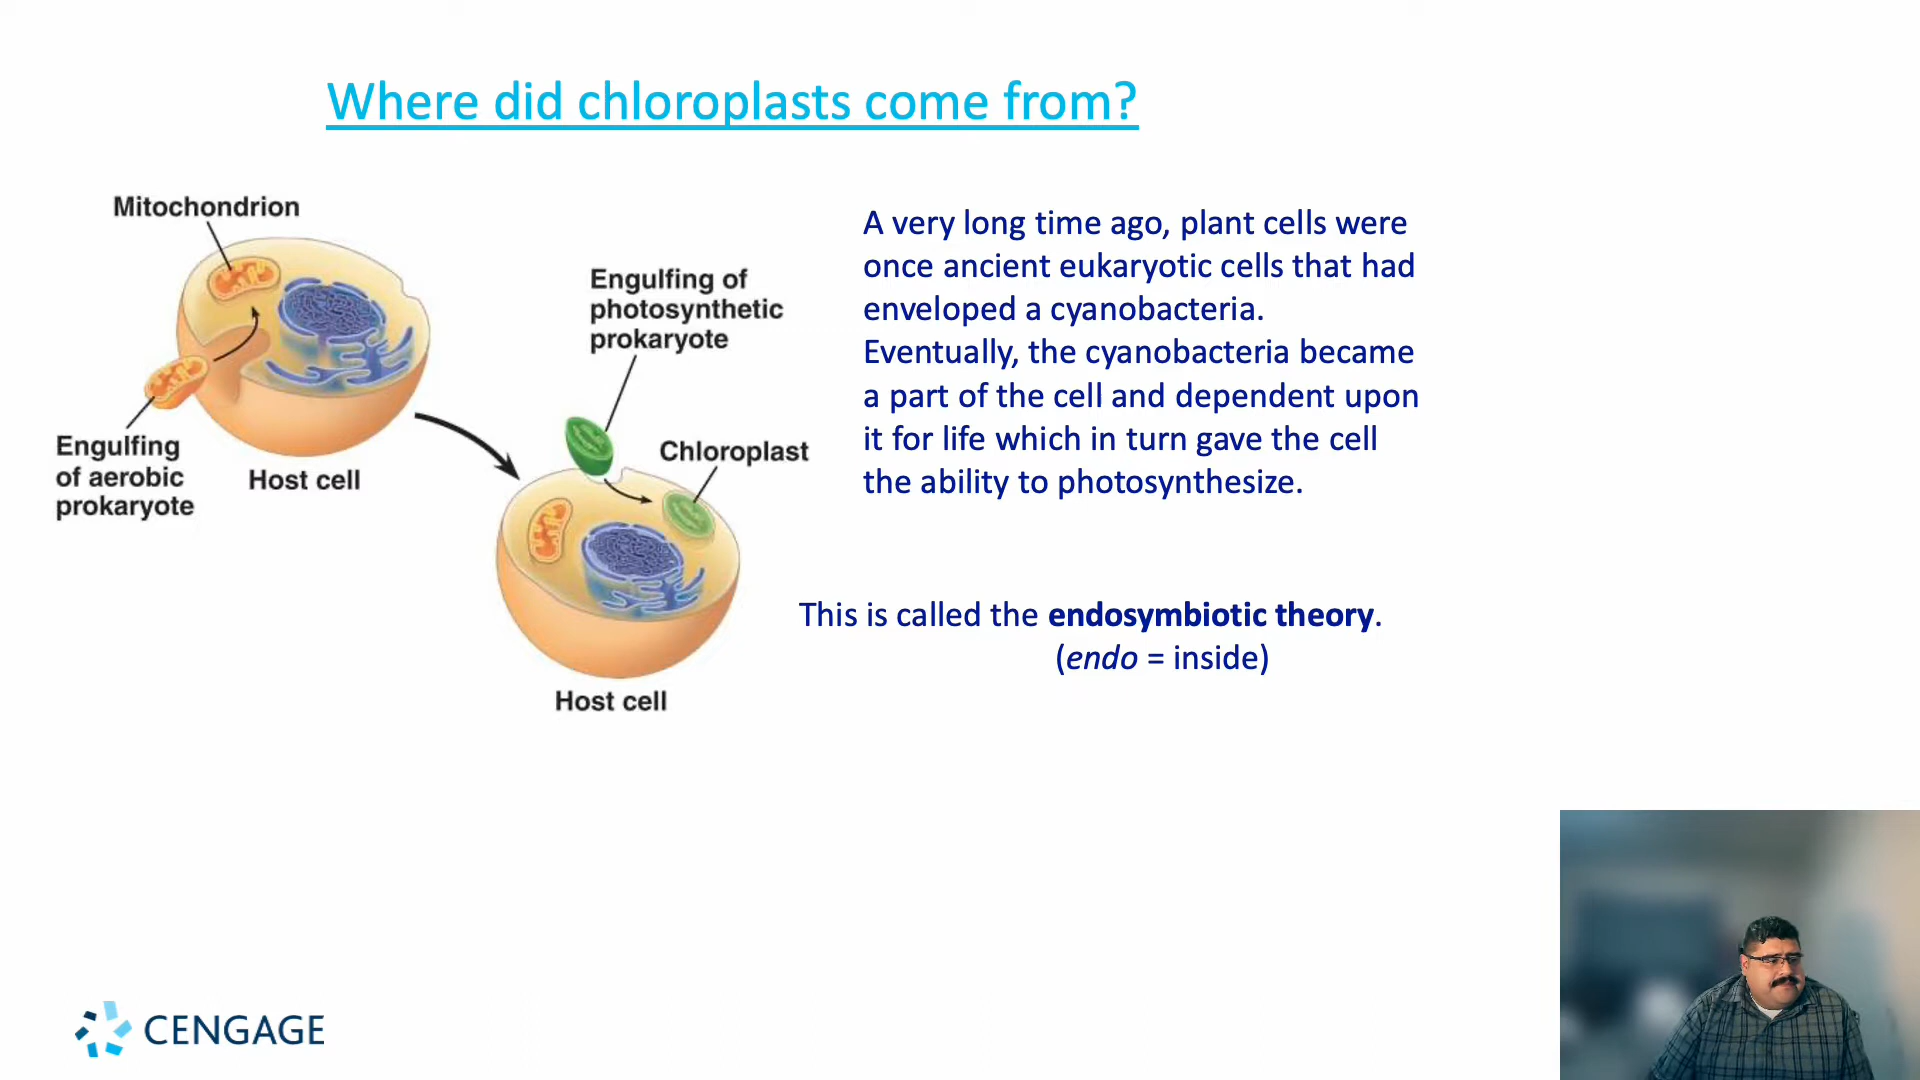 Where did chloroplasts come from?
Mitochondrion
Engulfing
of aerobic
prokaryote
Host cell
Engulfing of
photosynthetic
prokaryote
Chloroplast
Host cell
A very long time ago, plant cells were
once ancient eukaryotic cells that had
enveloped a cyanobacteria.
Eventually, the cyanobacteria became
a part of the cell and dependent upon
it for life which in turn gave the cell
the ability to photosynthesize.
This is called the endosymbiotic theory.
(endo = inside)
CENGAGE